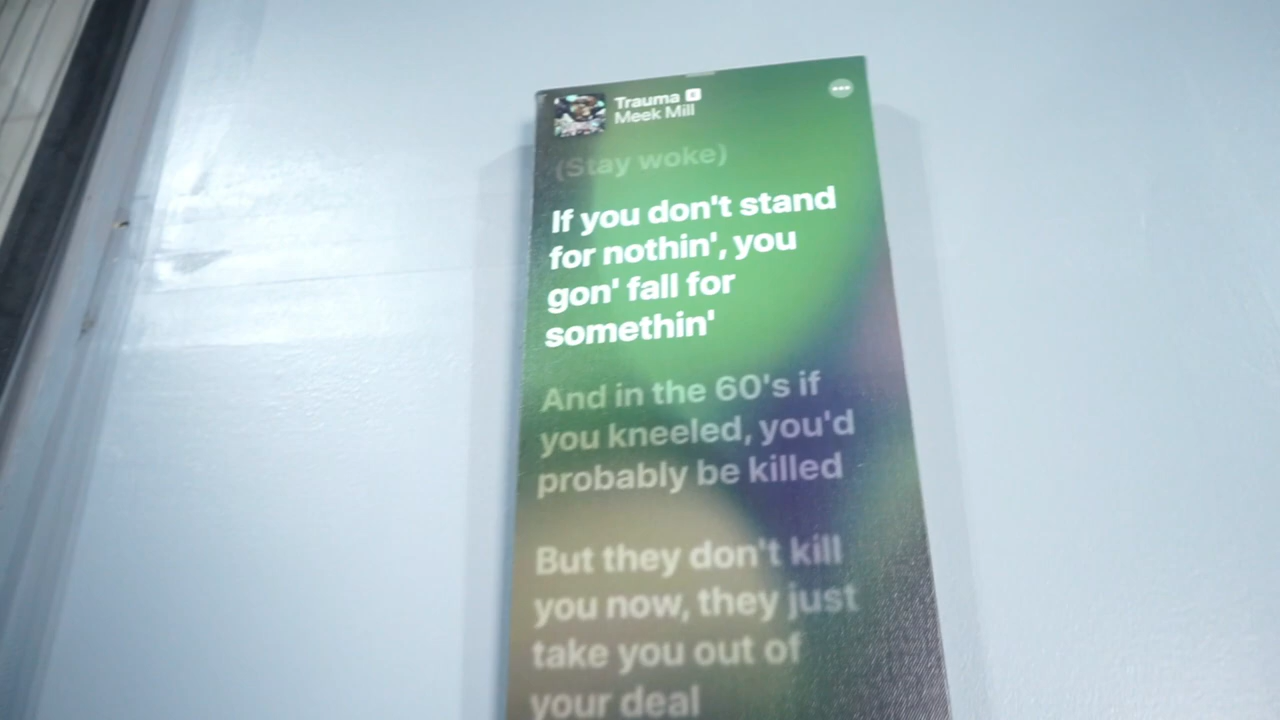 Trauma E
Meek Mill
(Stay woke)
If you don't stand
for nothin', you
gon' fall for
somethin'
And in the 60's if
you kneeled, you'd
probably be killed
But they don't kill
you now, they just
take you out of
your deal